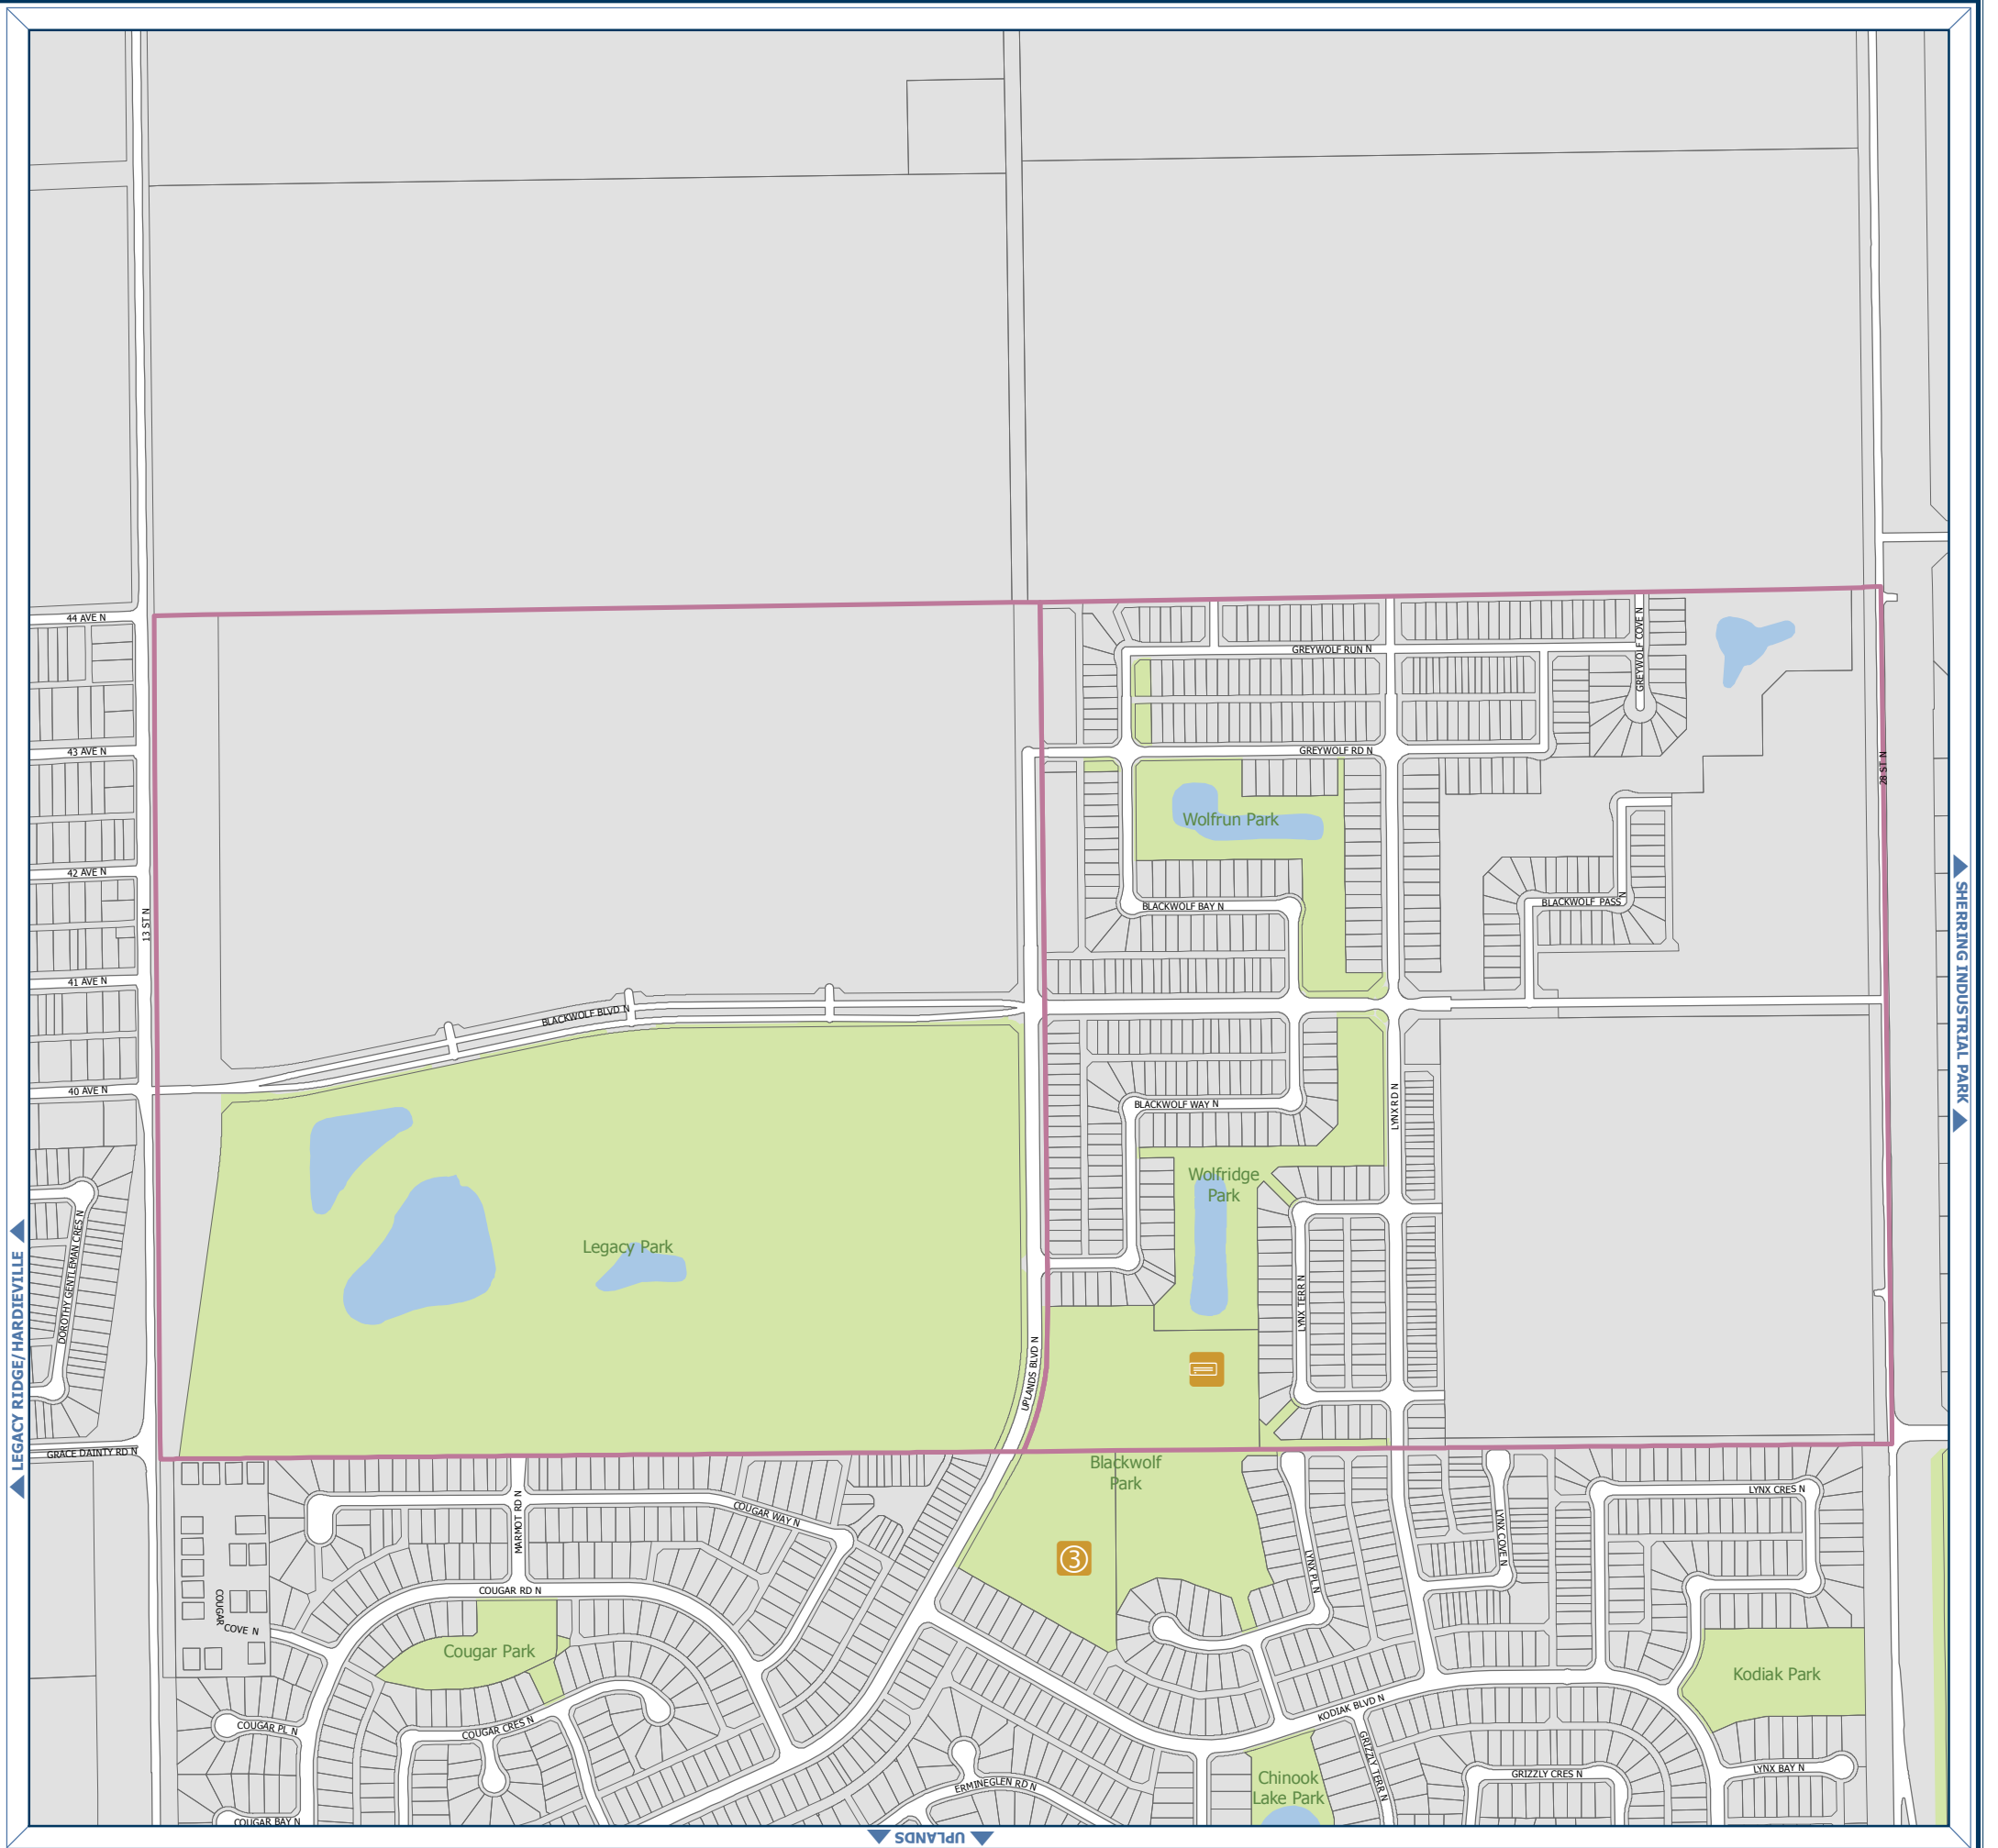 44 AVE N
GREYWOLF COVE N
GREYWOLF RUN N
43 AVE N
GREYWOLF RD N
28 ST N
Wolfrun Park
42 AVE N
13 ST N
BLACKWOLF BAY N
BLACKWOLF PASS N
41 AVE N
BLACKWOLF BLVD N
SHERRING INDUSTRIAL PARK
40 AVE N
BLACKWOLF WAY N
LYNX RD N
Wolfridge
Park
DOROTHY GENTLEMAN CRES N
Legacy Park
LYNX TERR N
LEGACY RIDGE/HARDIEVILLE
UPLANDS BLVD N
GRACE DAINTY RD N
Blackwolf
Park
LYNX CRES N
MARMOT RD N
COUGAR WAY N
LYNX COVE N
3
LYNX PL N
COUGAR RD N
COUGAR
COVE N
Cougar Park
Kodiak Park
KODIAK BLVD N
COUGAR PL N
COUGAR CRES N
GRIZZLY TERR N
LYNX BAY N
GRIZZLY CRES N
Chinook
Lake Park
ERMINEGLEN RD N
COUGAR BAY N
UPLANDS